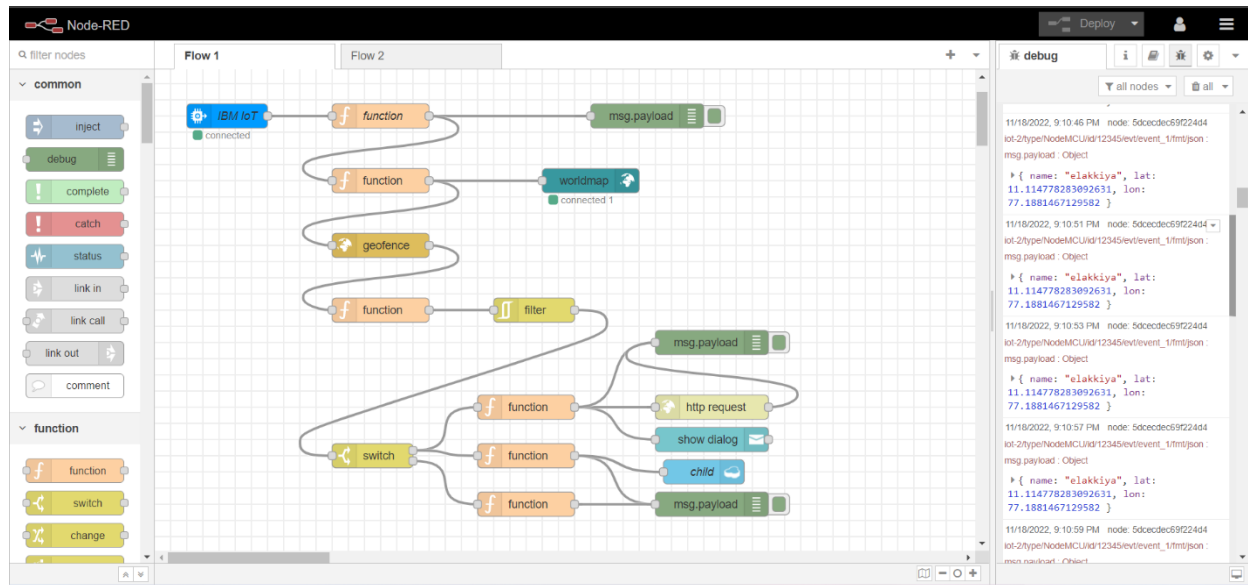 Node-RED
Deploy
filter nodes
common
inject
debug
complete
catch
status
link in
link call
link out
comment
function
function
switch
change
Flow 1
Flow 2
IBM IoT
connected
function
msg.payload
function
worldmap
connected 1
geofence
function
filter
msg.payload
function
http request
show dialog
switch
function
child
function
msg.payload
debug
i
all nodes
all
11/18/2022, 9:10:46 PM node: 5dcecdec69f224d4
iot-2/type/NodeMCU/id/12345/evt/event_1/fmt/json :
msg.payload : Object
{ name: "elakkiya", lat:
11.114778283092631, lon:
77.1881467129582 }
11/18/2022, 9:10:51 PM node: 5dcecdec69f224d4
iot-2/type/NodeMCU/id/12345/evt/event_1/fmt/json :
msg.payload : Object
{ name: "elakkiya", lat:
11.114778283092631, lon:
77.1881467129582 }
11/18/2022, 9:10:53 PM node: 5dcecdec69f224d4
iot-2/type/NodeMCU/id/12345/evt/event_1/fmt/json :
msg.payload : Object
{ name: "elakkiya", lat:
11.114778283092631, lon:
77.1881467129582 }
11/18/2022, 9:10:57 PM node: 5dcecdec69f224d4
iot-2/type/NodeMCU/id/12345/evt/event_1/fmt/json :
msg.payload : Object
{ name: "elakkiya", lat:
11.114778283092631, lon:
77.1881467129582 }
11/18/2022, 9:10:59 PM node: 5dcecdec69f224d4
iot-2/type/NodeMCU/id/12345/evt/event_1/fmt/json :
msg.payload : Object